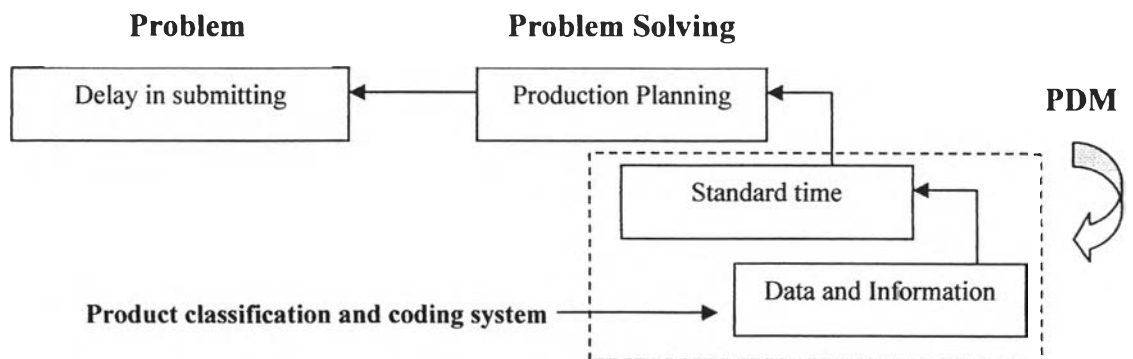 Problem
Problem Solving
Delay in submitting
Production Planning
PDM
Standard time
Data and Information
Product classification and coding system